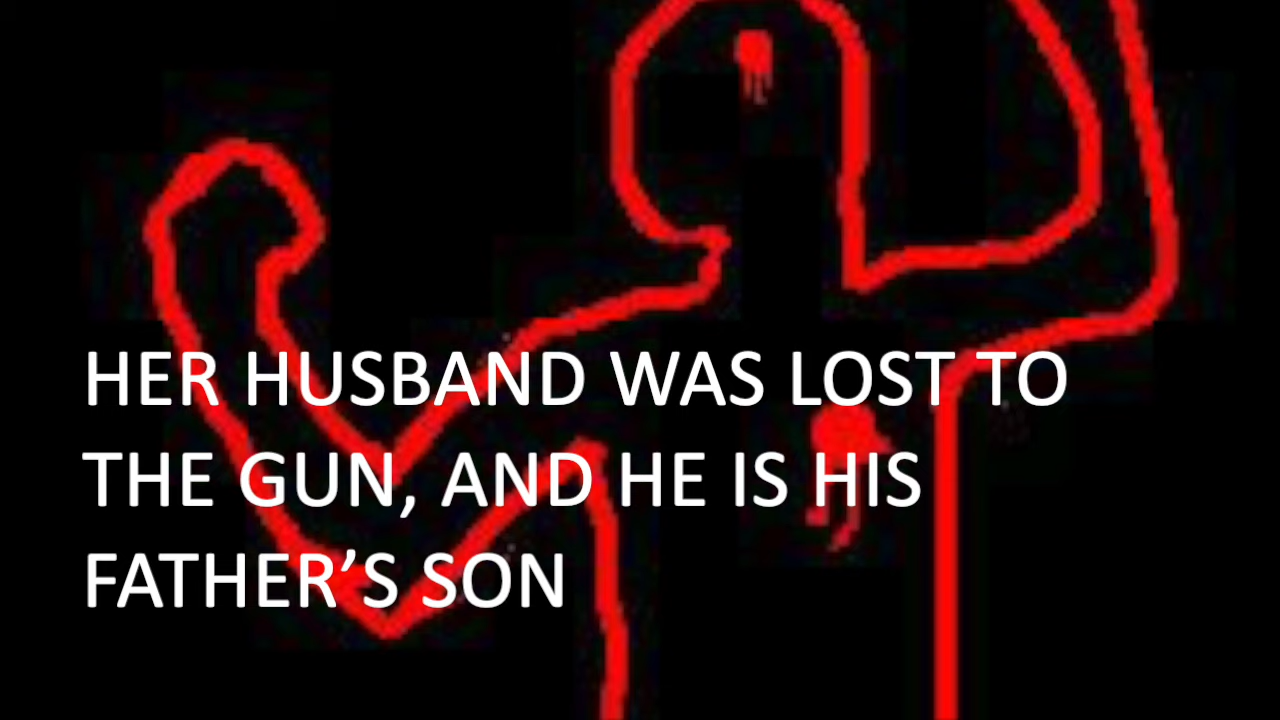 HER HUSBAND WAS LOST TO
THE GUN, AND HE IS HIS
FATHER’S SON